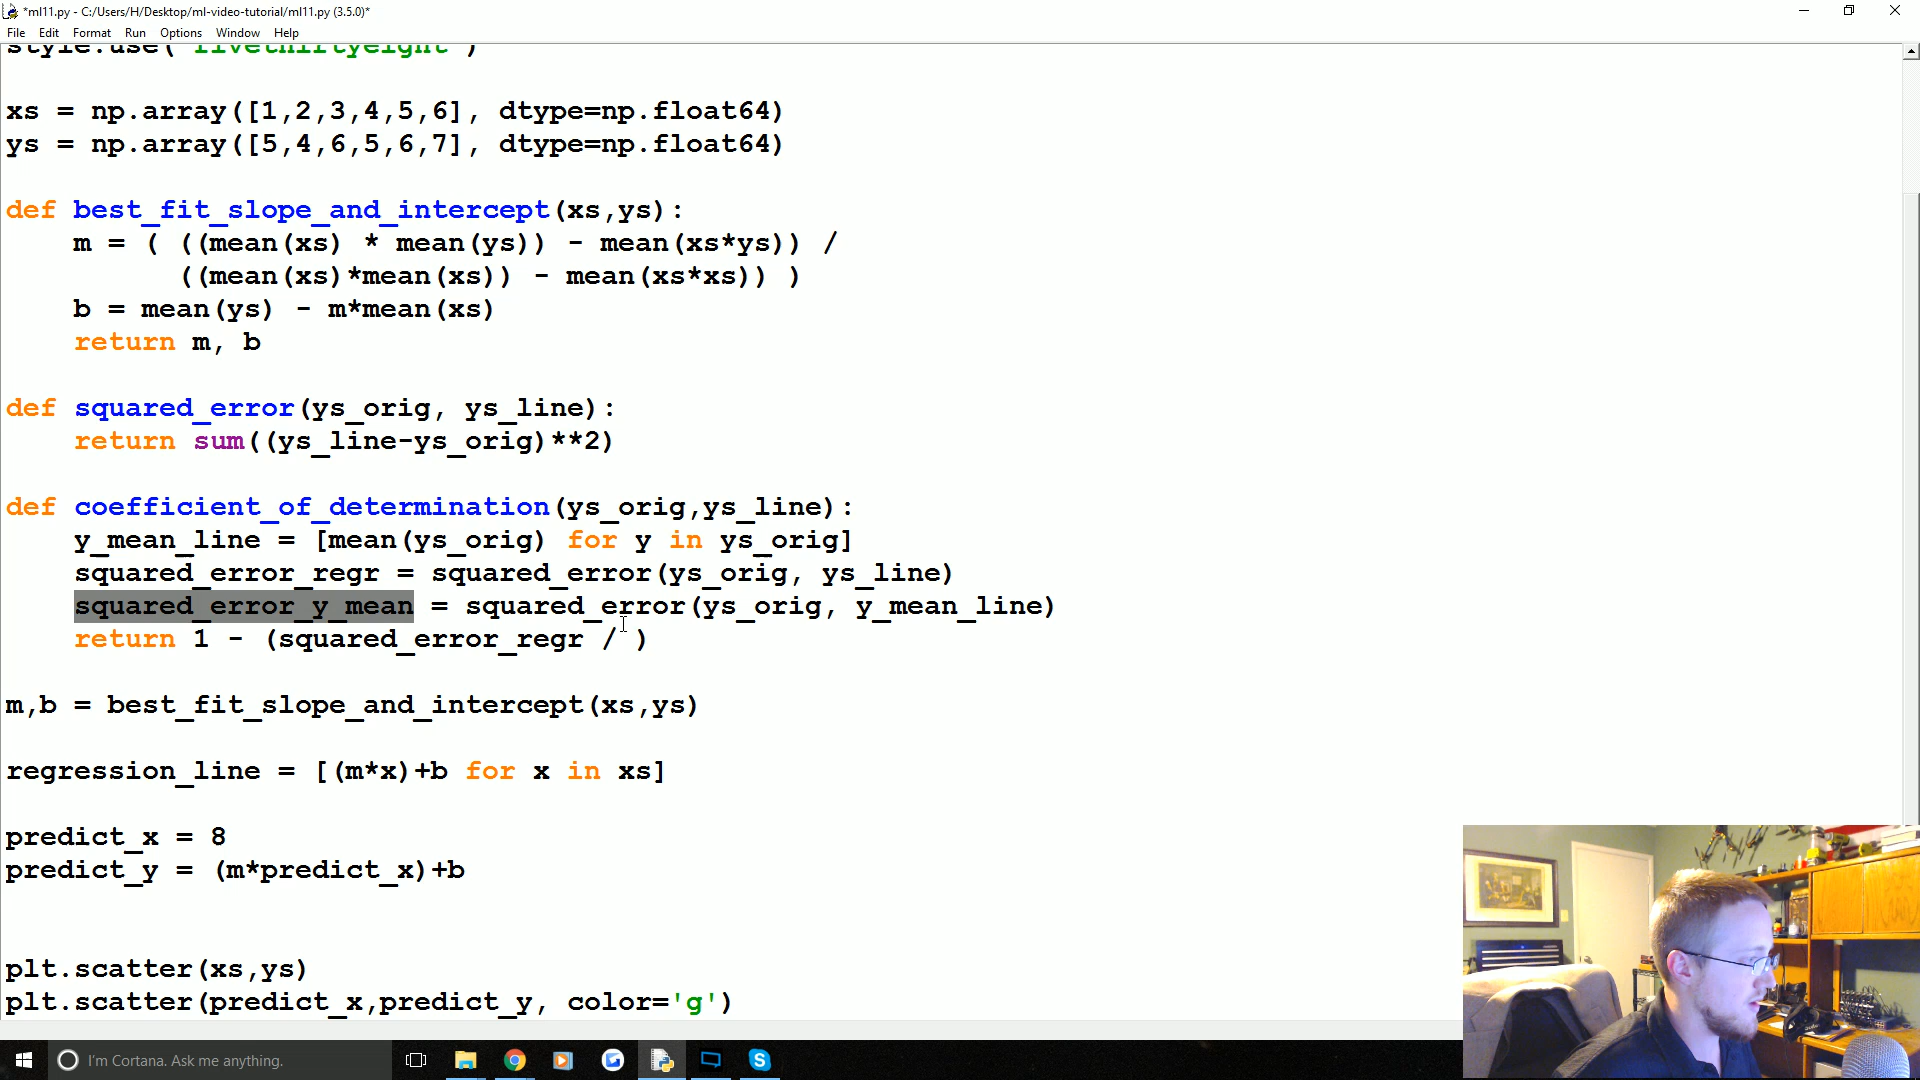 *ml11.py - C:/Users/H/Desktop/ml-video-tutorial/ml11.py (3.5.0)*
File Edit Format Run Options Window Help
style.use('fivethirtyeight')
xs = np.array([1,2,3,4,5,6], dtype=np.float64)
ys = np.array([5,4,6,5,6,7], dtype=np.float64)
def best_fit_slope_and_intercept(xs,ys):
m = ( ((mean(xs) * mean(ys)) - mean(xs*ys)) /
((mean(xs)*mean(xs)) - mean(xs*xs)) )
b = mean(ys) - m*mean(xs)
return m, b
def squared_error(ys_orig, ys_line):
return sum((ys_line-ys_orig)**2)
def coefficient_of_determination(ys_orig,ys_line):
y_mean_line = [mean(ys_orig) for y in ys_orig]
squared_error_regr = squared_error(ys_orig, ys_line)
squared_error_y_mean = squared_error(ys_orig, y_mean_line)
return 1 - (squared_error_regr / )
m,b = best_fit_slope_and_intercept(xs,ys)
regression_line = [(m*x)+b for x in xs]
predict_x = 8
predict_y = (m*predict_x)+b
plt.scatter(xs,ys)
plt.scatter(predict_x,predict_y, color='g')
I'm Cortana. Ask me anything.